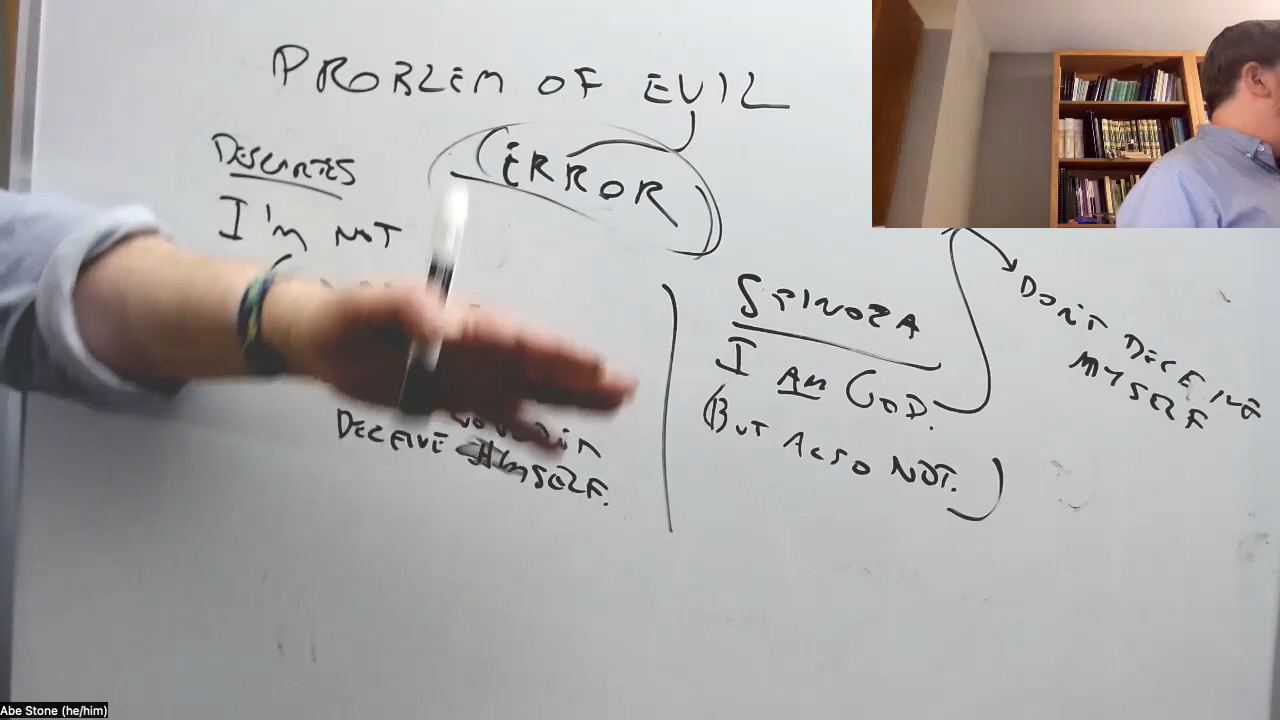 PROBLEM OF EVIL
(ERROR)
DESCARTES
I'M NOT
DECEIVE HIMSELF.
SPINOZA
I AM GOD.
(BUT ALSO NOT.)
DON'T DECEIVE
MYSELF
Abe Stone (he/him)